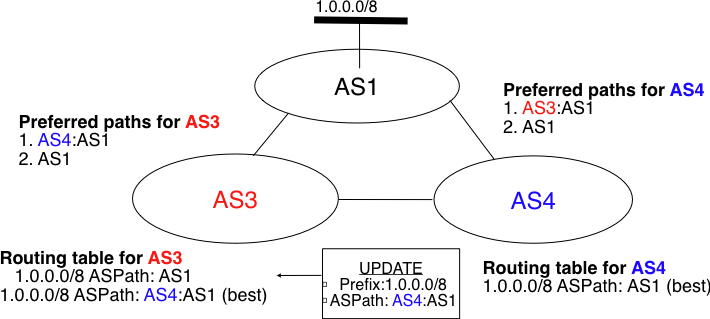 1.0.0.0/8
AS1
Preferred paths for AS4
1. AS3:AS1
2. AS1
Preferred paths for AS3
1. AS4:AS1
2. AS1
AS3
AS4
Routing table for AS3
1.0.0.0/8 ASPath: AS1
1.0.0.0/8 ASPath: AS4:AS1 (best)
UPDATE
Prefix:1.0.0.0/8
ASPath: AS4:AS1
Routing table for AS4
1.0.0.0/8 ASPath: AS1 (best)